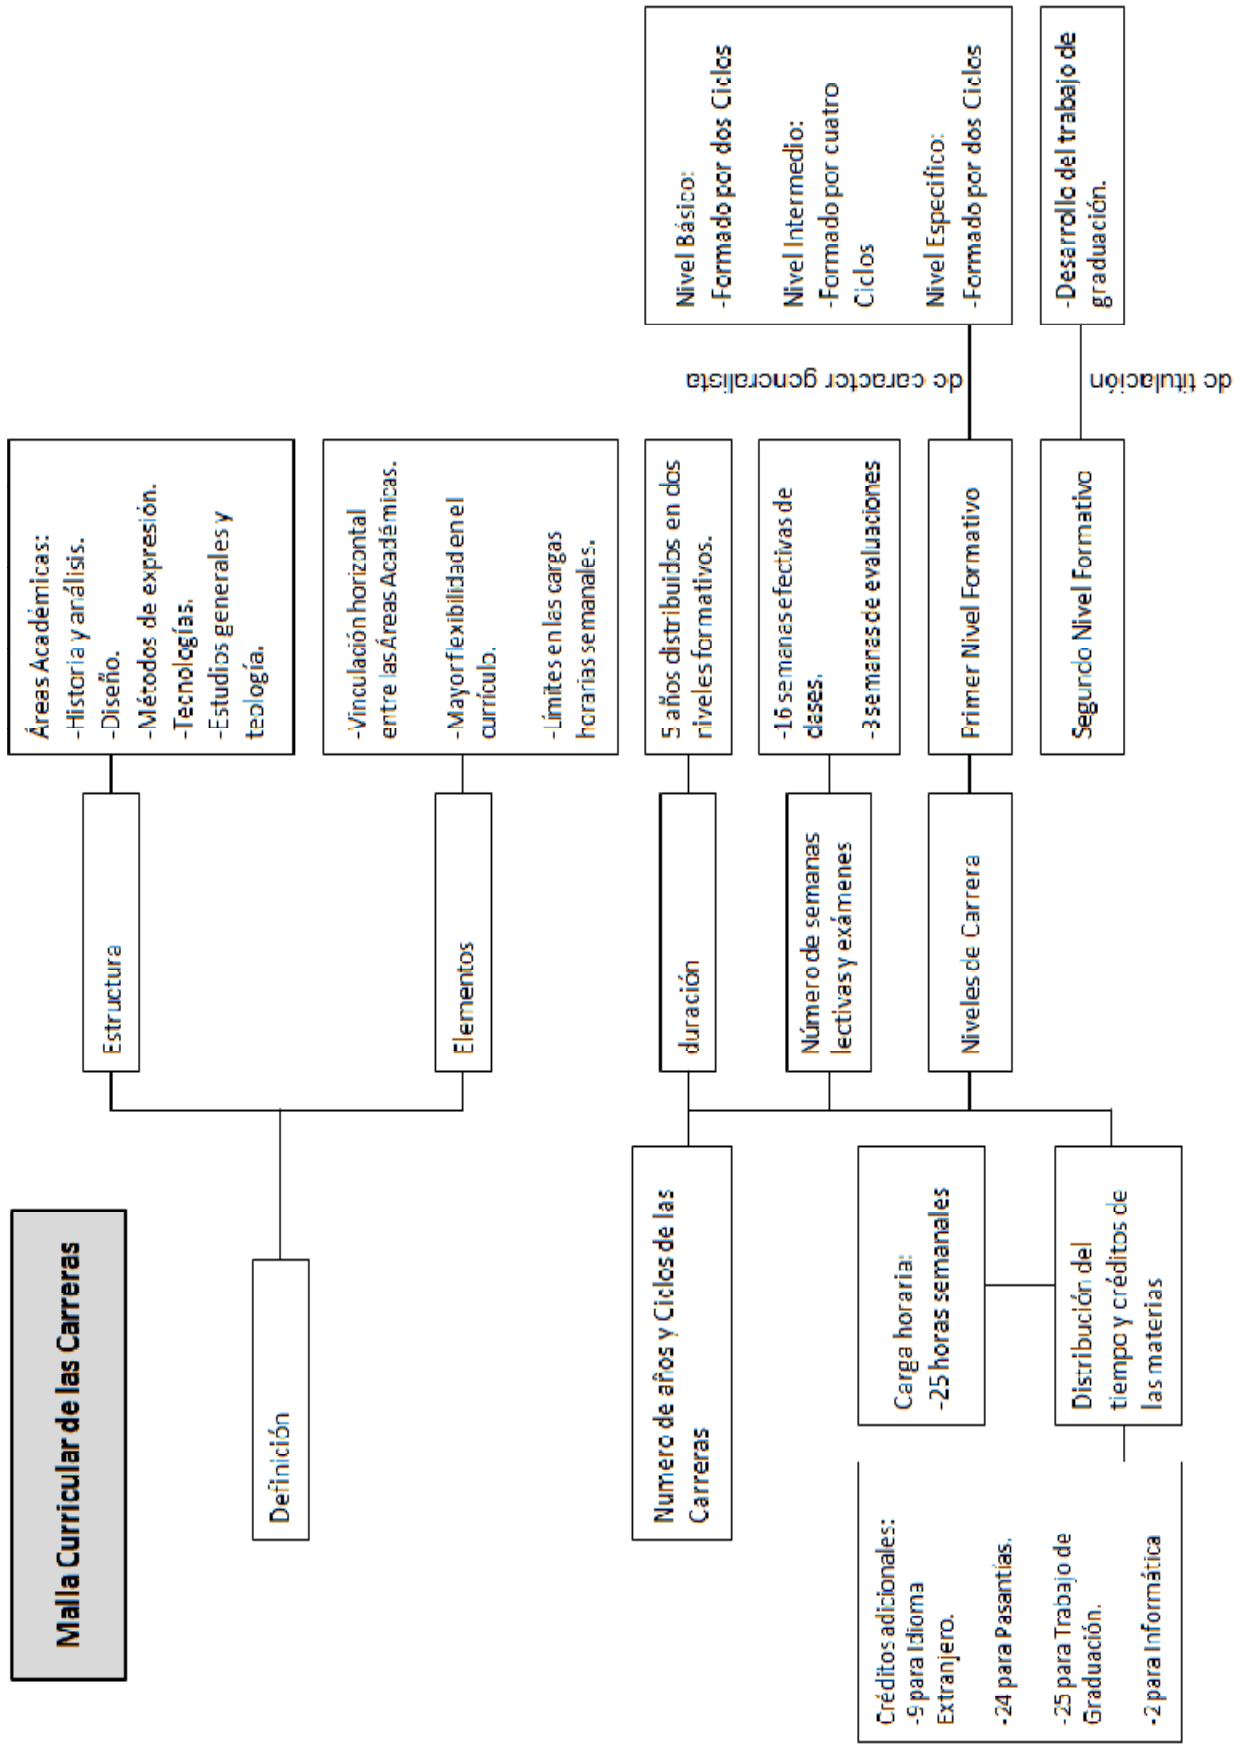 Malla Curricular de las Carreras
Definición
Estructura
Áreas Académicas:
-Historia y análisis.
-Diseño.
-Métodos de expresión.
-Tecnologías.
-Estudios generales y
teología.
Elementos
-Vinculación horizontal
entre las Áreas Académicas.
-Mayor flexibilidad en el
currículo.
-Límites en las cargas
horarias semanales.
Numero de años y Ciclos de las
Carreras
duración
5 años distribuidos en dos
niveles formativos.
Número de semanas
lectivas y exámenes
-16 semanas efectivas de
clases.
-3 semanas de evaluaciones
Niveles de Carrera
Primer Nivel Formativo
de caracter generalista
Nivel Básico:
-Formado por dos Ciclos
Nivel Intermedio:
-Formado por cuatro
Ciclos
Nivel Especifico:
-Formado por dos Ciclos
Segundo Nivel Formativo
de titulación
-Desarrollo del trabajo de
graduación.
Carga horaria:
-25 horas semanales
Distribución del
tiempo y créditos de
las materias
Créditos adicionales:
-9 para Idioma
Extranjero.
-24 para Pasantías.
-25 para Trabajo de
Graduación.
-2 para Informática